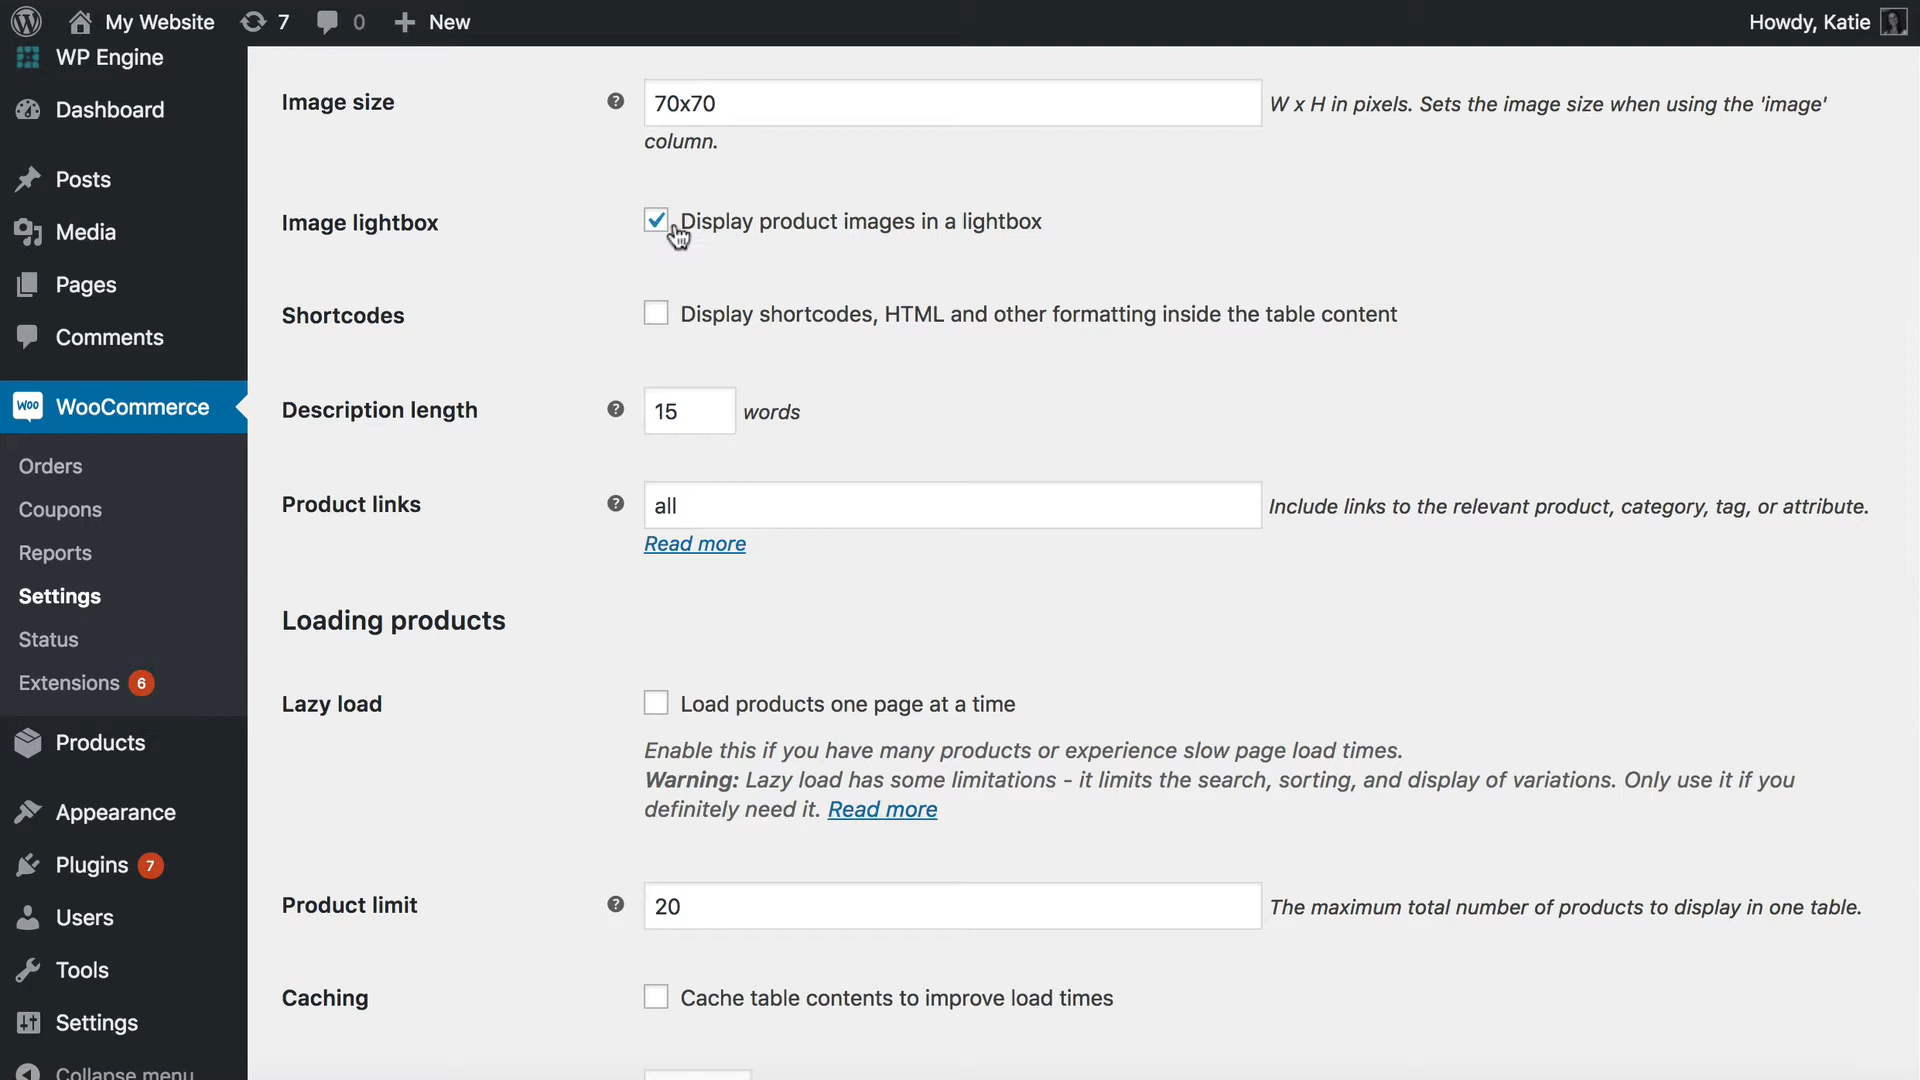 My Website 7 0 New Howdy, Katie
WP Engine
Dashboard
Posts
Media
Pages
Comments
WOO WooCommerce
Orders
Coupons
Reports
Settings
Status
Extensions 6
Products
Appearance
Plugins 7
Users
Tools
Settings
Collapse menu
Image size ? 70x70 W x H in pixels. Sets the image size when using the 'image'
column.
Image lightbox Display product images in a lightbox
Shortcodes Display shortcodes, HTML and other formatting inside the table content
Description length ? 15 words
Product links ? all Include links to the relevant product, category, tag, or attribute.
Read more
Loading products
Lazy load Load products one page at a time
Enable this if you have many products or experience slow page load times.
Warning: Lazy load has some limitations - it limits the search, sorting, and display of variations. Only use it if you
definitely need it. Read more
Product limit ? 20 The maximum total number of products to display in one table.
Caching Cache table contents to improve load times